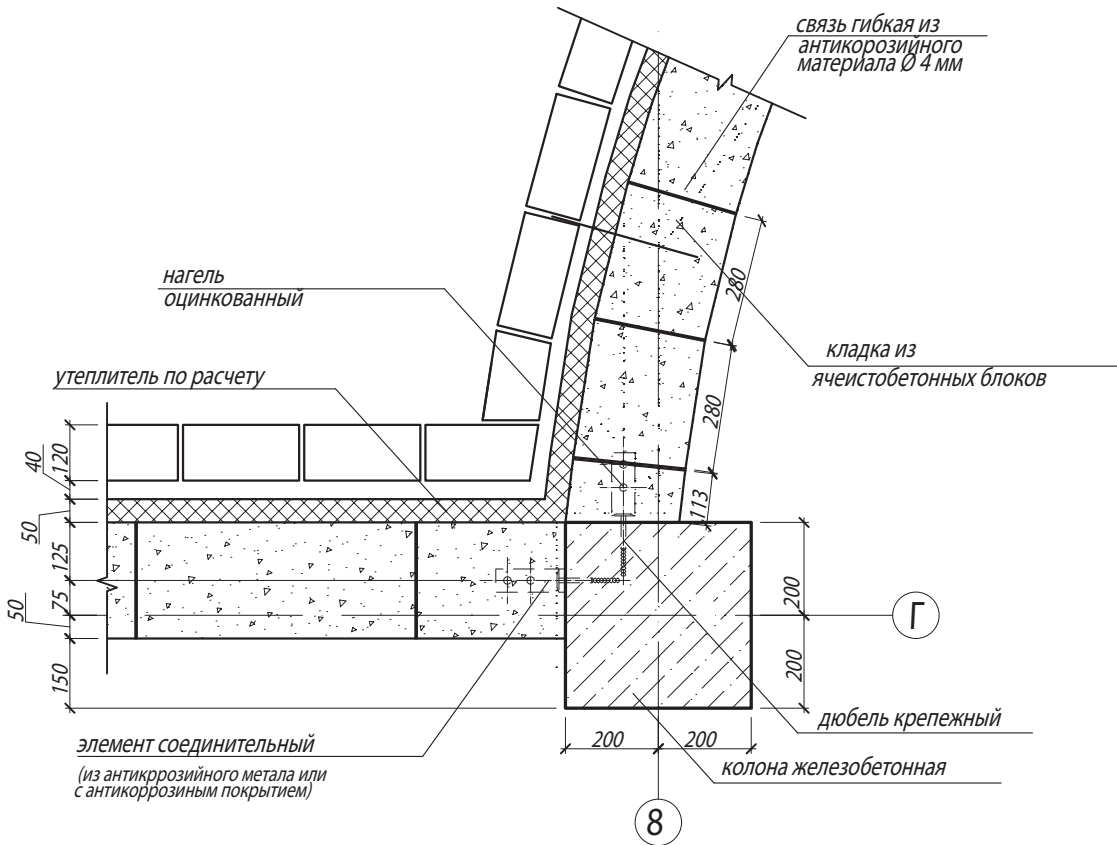 связь гибкая из
антикорозийного
материала Ø 4 мм
нагель
оцинкованный
280
кладка из
ячеистобетонных блоков
утеплитель по расчету
280
40
120
113
50
125
75
50
150
200
200
Г
дюбель крепежный
элемент соединительный
(из антикррозийного метала или
с антикоррозиным покрытием)
200
200
колона железобетонная
8